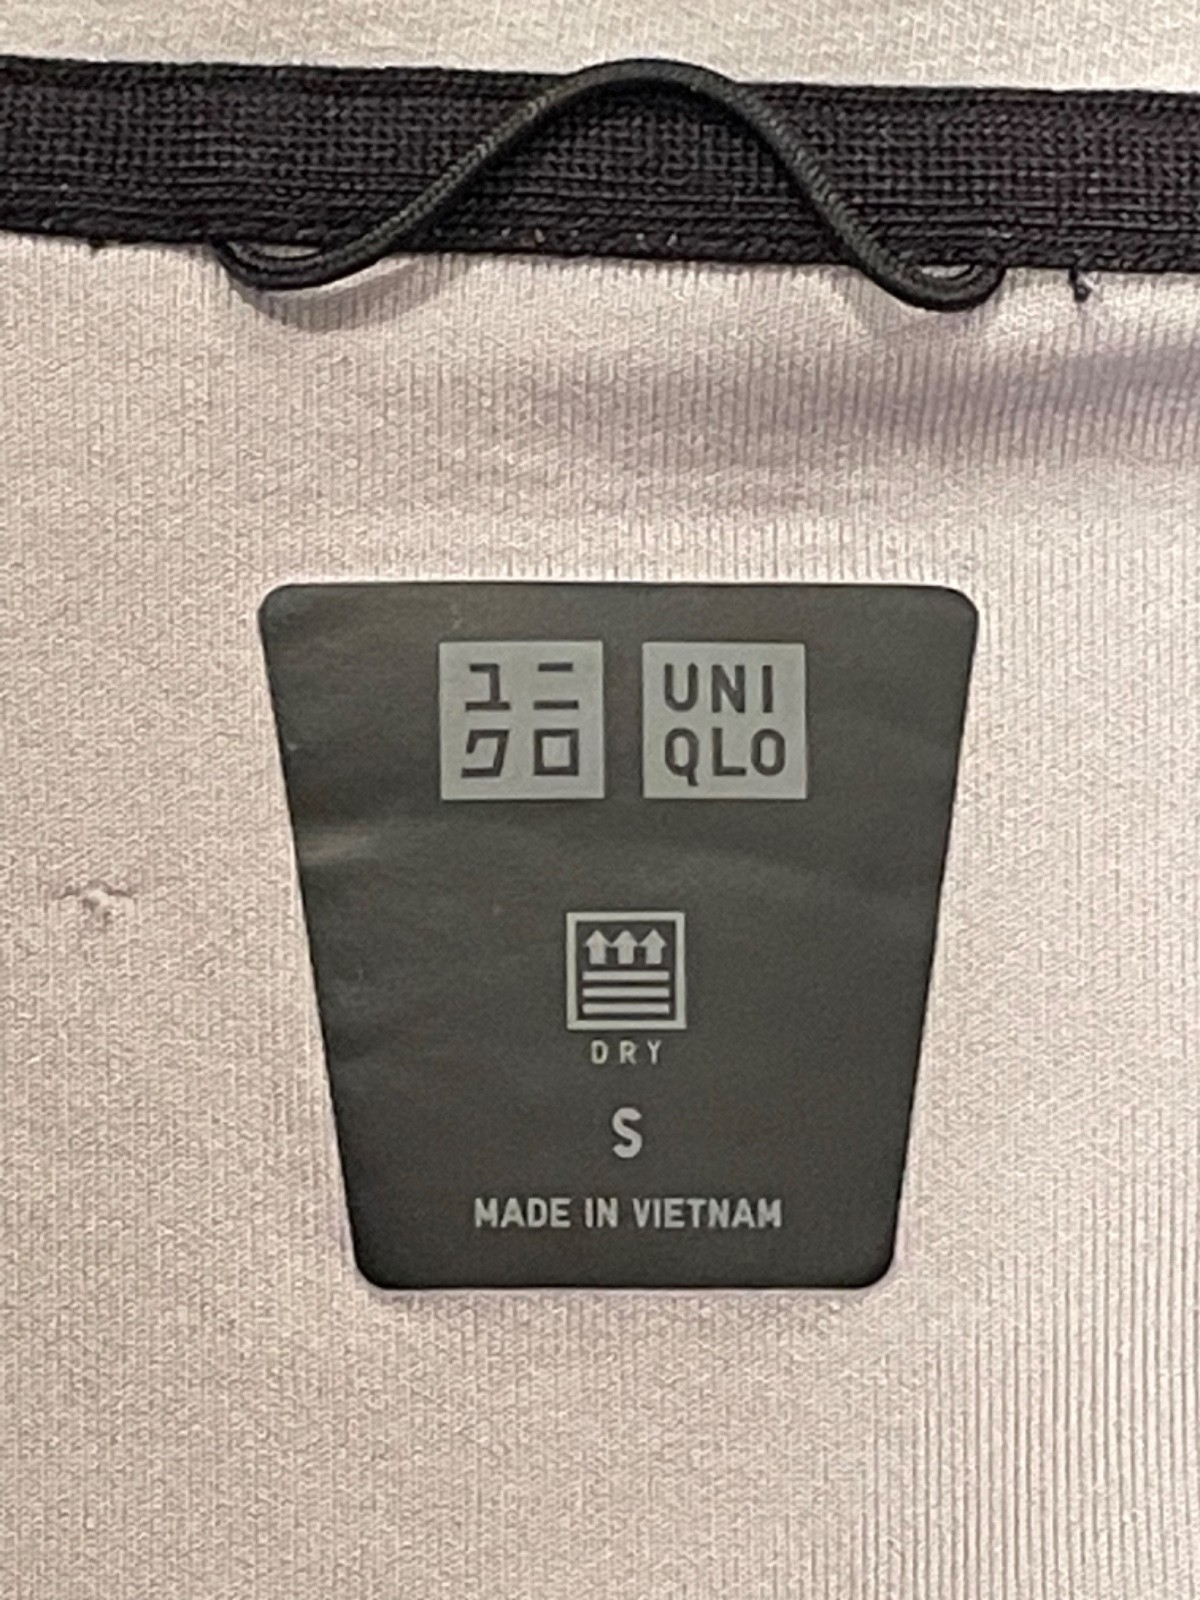 ユニ
クロ
UNI
QLO
DRY
S
MADE IN VIETNAM